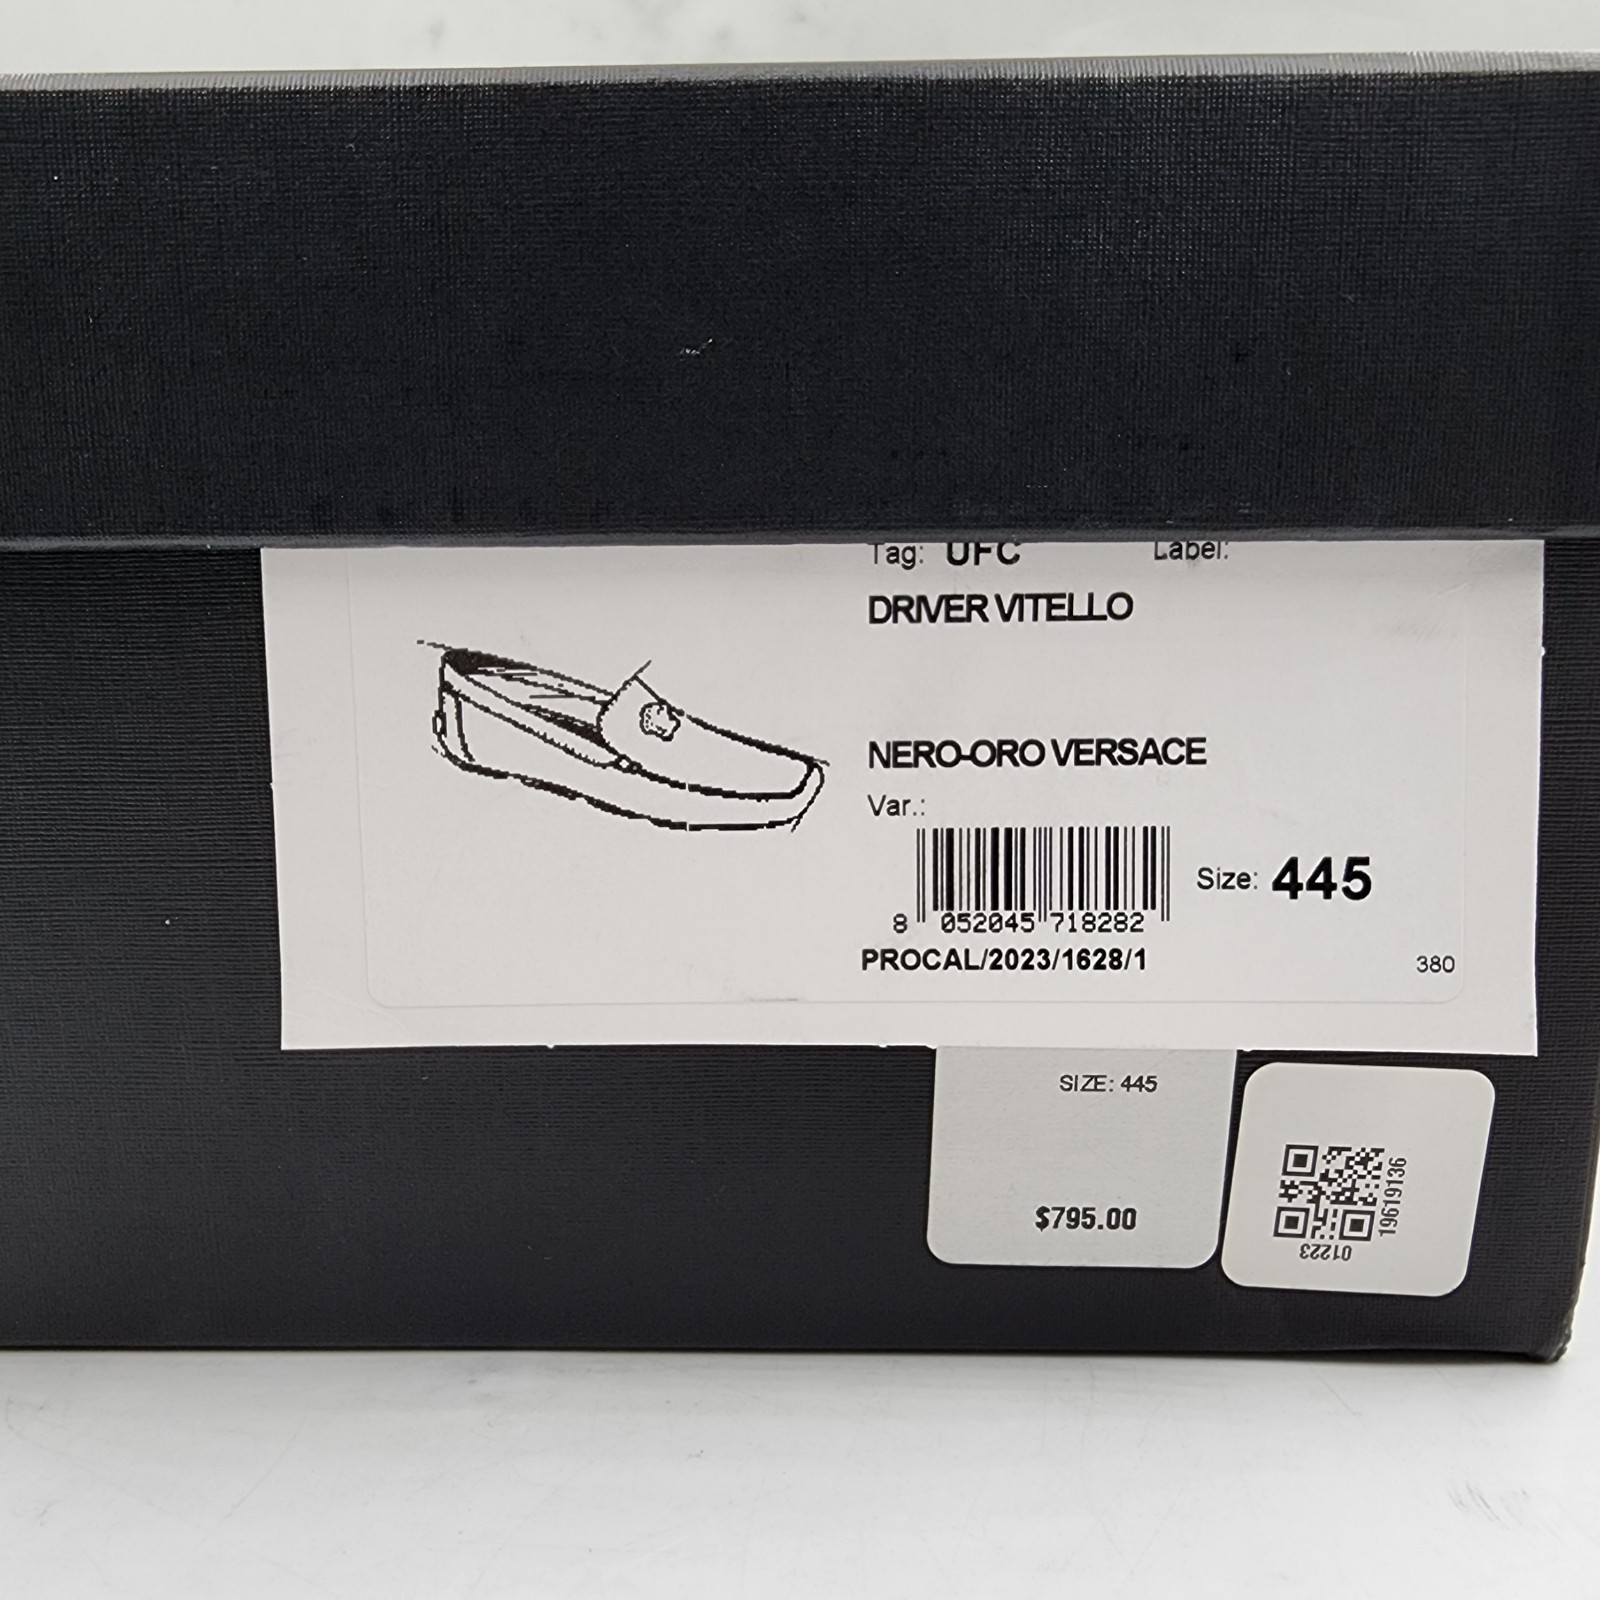 Tag: UFC Label:
DRIVER VITELLO
NERO-ORO VERSACE
Var.:
Size: 445
8 052045 718282
PROCAL/2023/1628/1
380
SIZE: 445
$795.00
19619136
01223